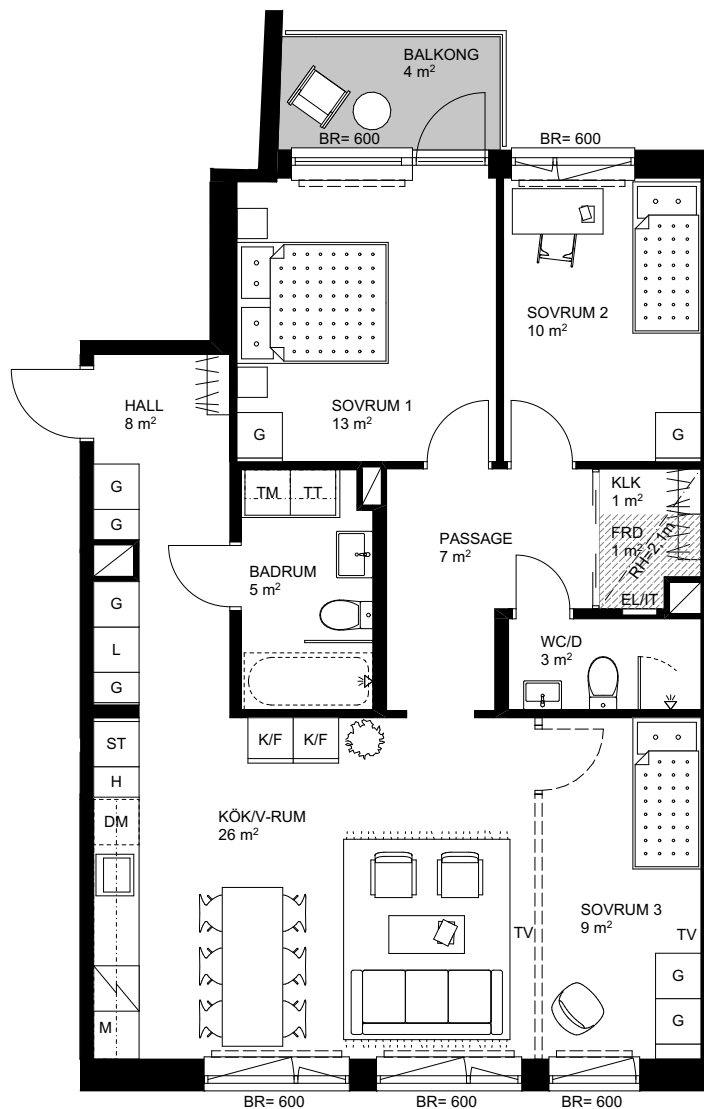 BALKONG
4 m²
BR= 600
BR= 600
SOVRUM 2
10 m²
HALL
8 m²
SOVRUM 1
13 m²
G
G
G
G
TM
TT
KLK
1 m²
FRD
1 m²
RH=2,1m
PASSAGE
7 m²
BADRUM
5 m²
EL/IT
G
L
G
WC/D
3 m²
ST
K/F
K/F
H
DM
KÖK/V-RUM
26 m²
SOVRUM 3
9 m²
TV
TV
G
G
M
BR= 600
BR= 600
BR= 600